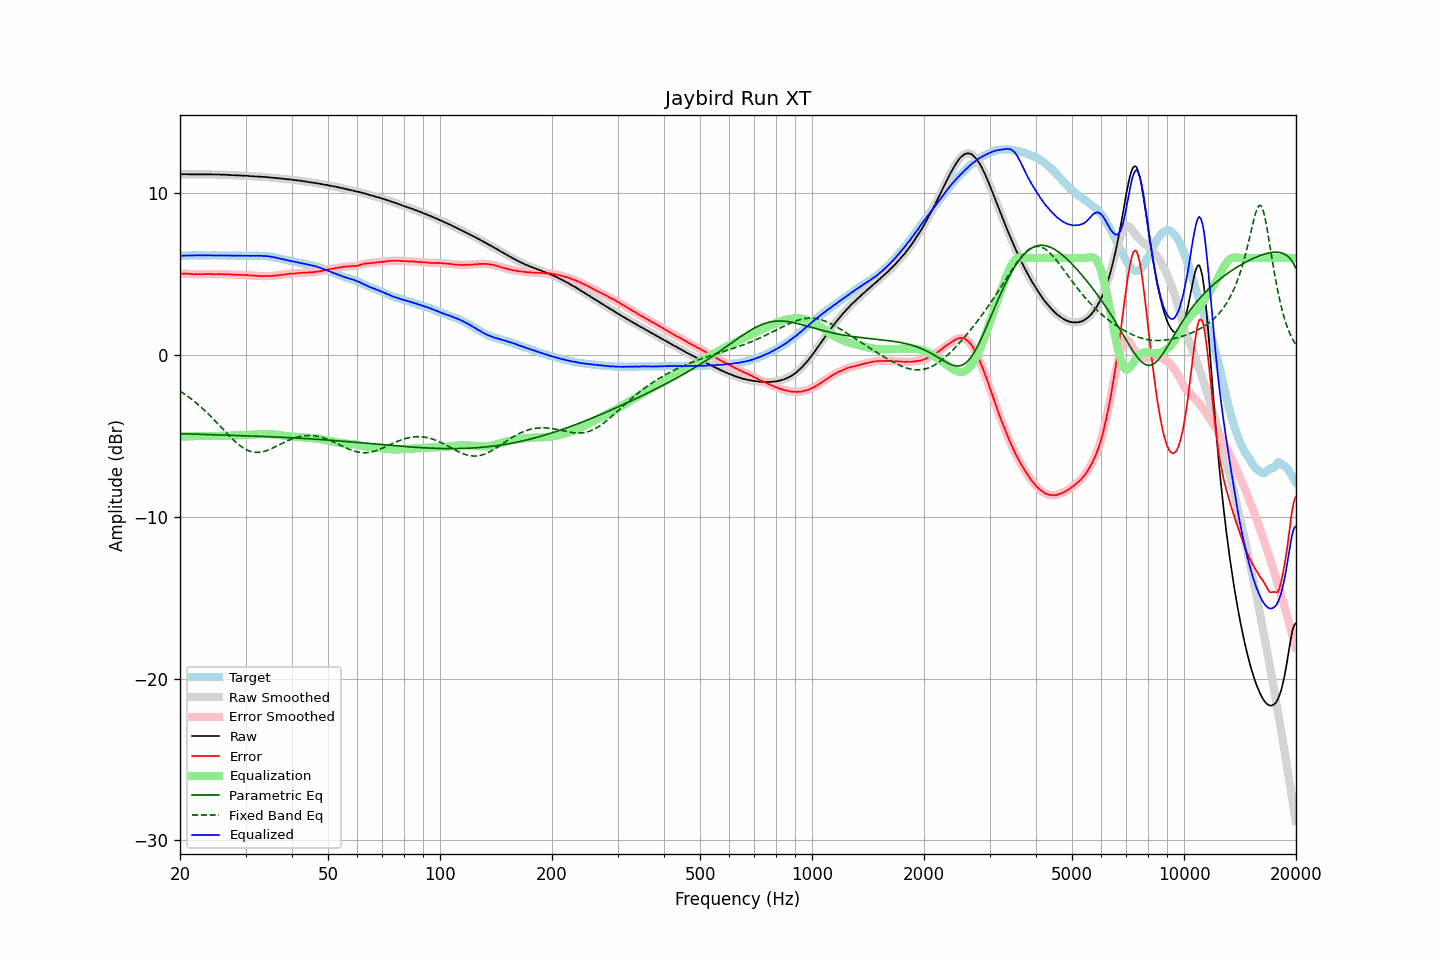 Jaybird Run XT
Amplitude (dBr)
10
0
−10
−20
−30
Target
Raw Smoothed
Error Smoothed
Raw
Error
Equalization
Parametric Eq
Fixed Band Eq
Equalized
20 50 100 200 500 1000 2000 5000 10000 20000
Frequency (Hz)